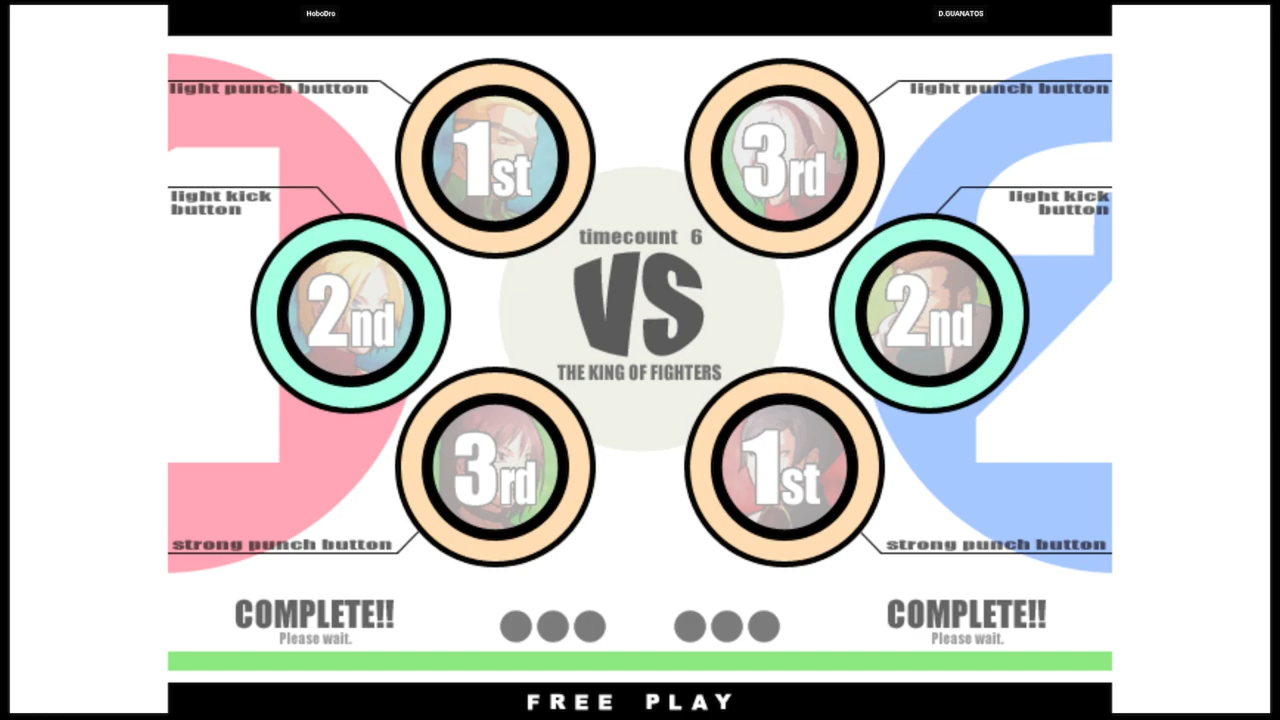 HoboDro
D.GUANATOS
light punch button
light punch button
1st
3rd
light kick
button
light kick
button
timecount 6
VS
THE KING OF FIGHTERS
2nd
2nd
3rd
1st
strong punch button
strong punch button
COMPLETE!!
Please wait.
COMPLETE!!
Please wait.
FREE PLAY